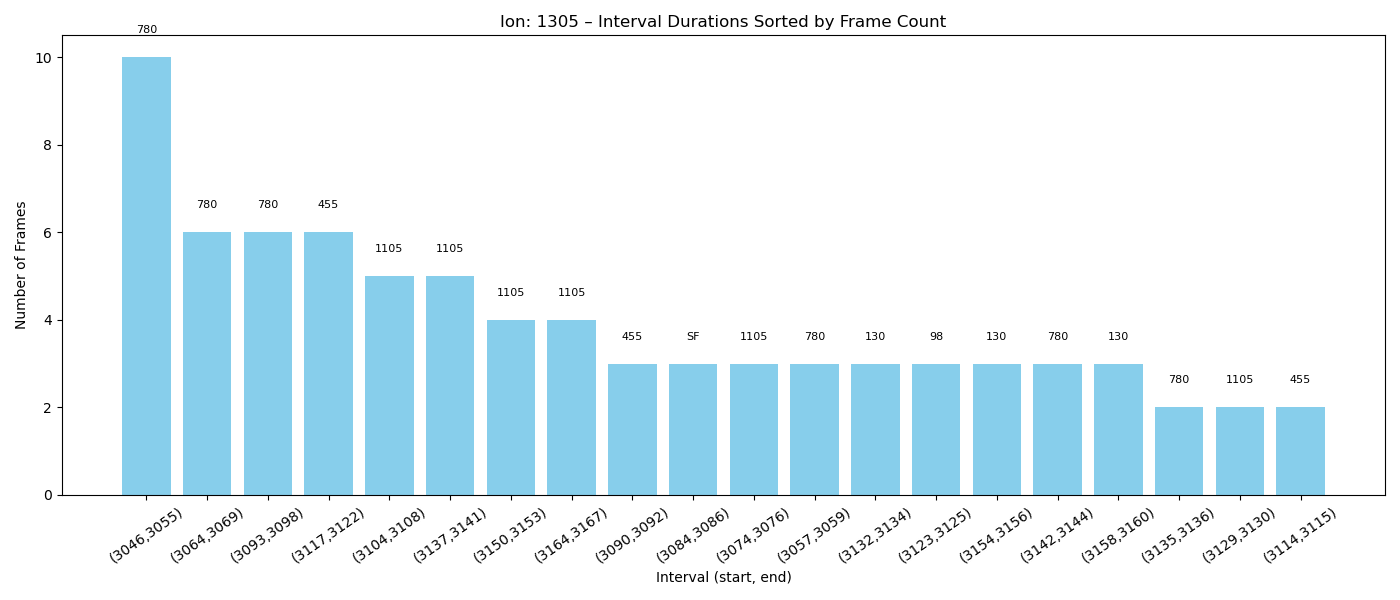 Ion: 1305 – Interval Durations Sorted by Frame Count
780
10
8
780 780 455
6
1105 1105
1105 1105
4
455 SF 1105 780 130 98 130 780 130
780 1105 455
2
0
Number of Frames
(3046,3055) (3064,3069) (3093,3098) (3117,3122) (3104,3108) (3137,3141) (3150,3153) (3164,3167) (3090,3092) (3084,3086) (3074,3076) (3057,3059) (3132,3134) (3123,3125) (3154,3156) (3142,3144) (3158,3160) (3135,3136) (3129,3130) (3114,3115)
Interval (start, end)